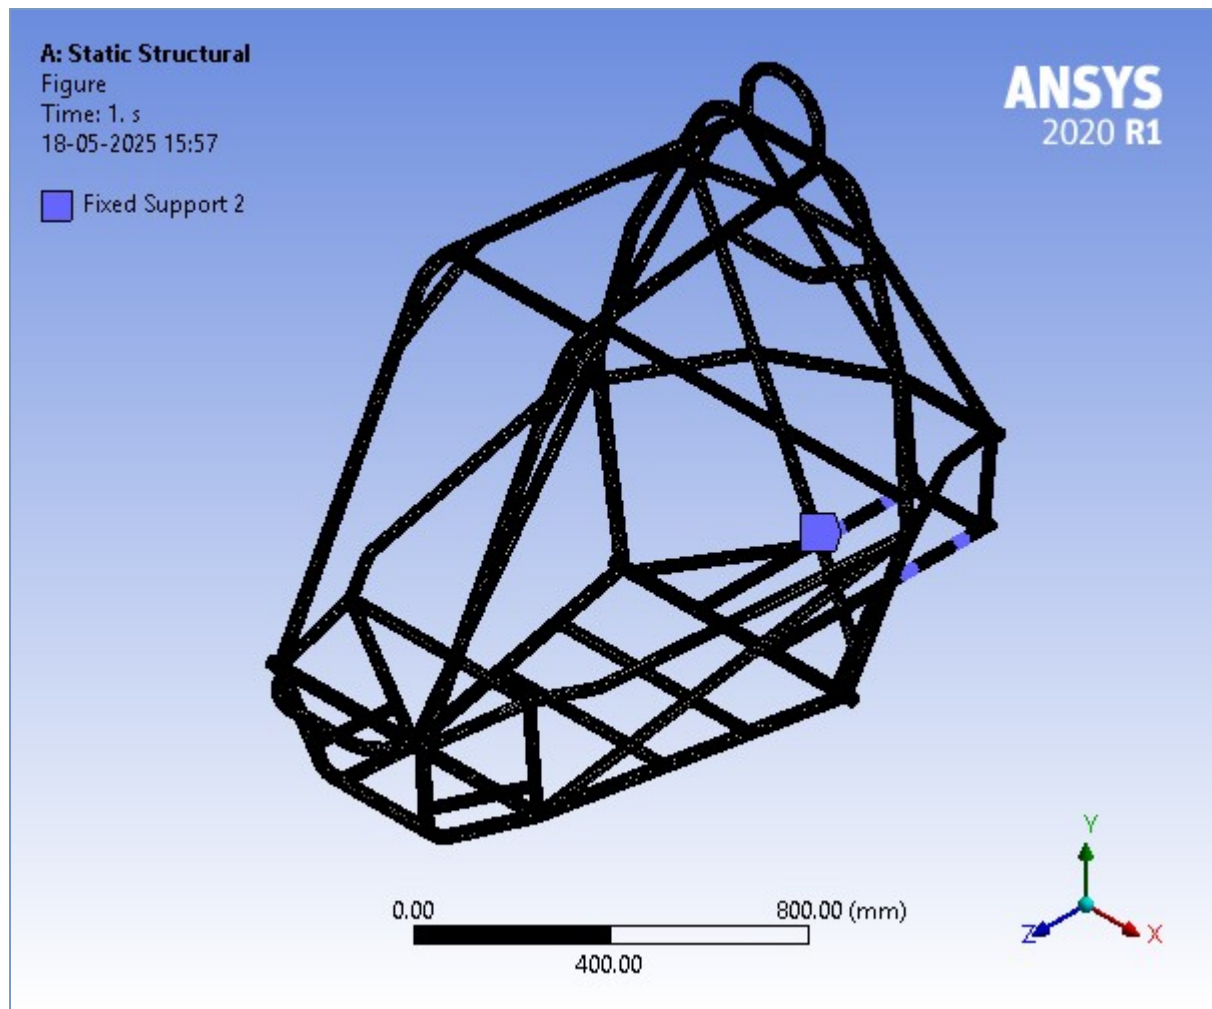 A: Static Structural
Figure
Time: 1. s
18-05-2025 15:57
Fixed Support 2
ANSYS
2020 R1
0.00
800.00 (mm)
400.00
Y
Z
X